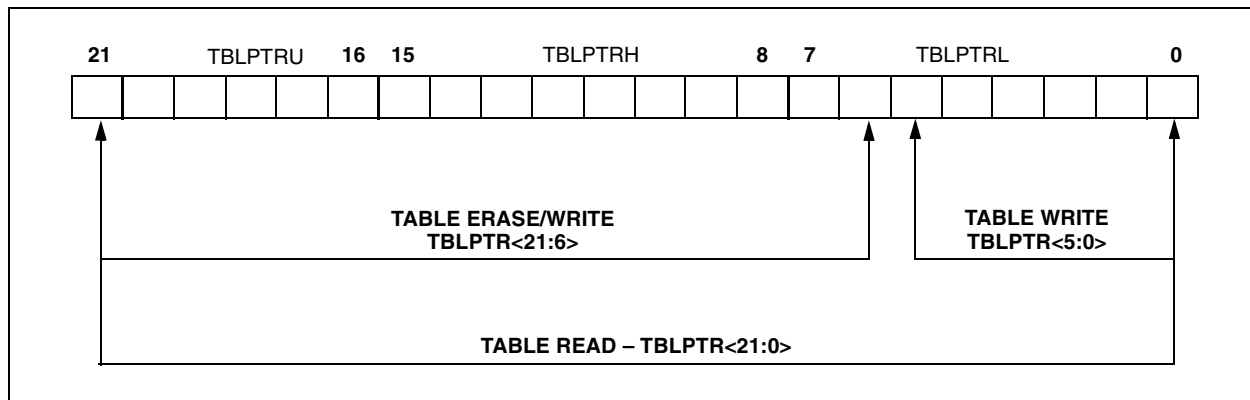 21 TBLPTRU 16 15 TBLPTRH 8 7 TBLPTRL 0
TABLE ERASE/WRITE
TBLPTR<21:6>
TABLE WRITE
TBLPTR<5:0>
TABLE READ – TBLPTR<21:0>